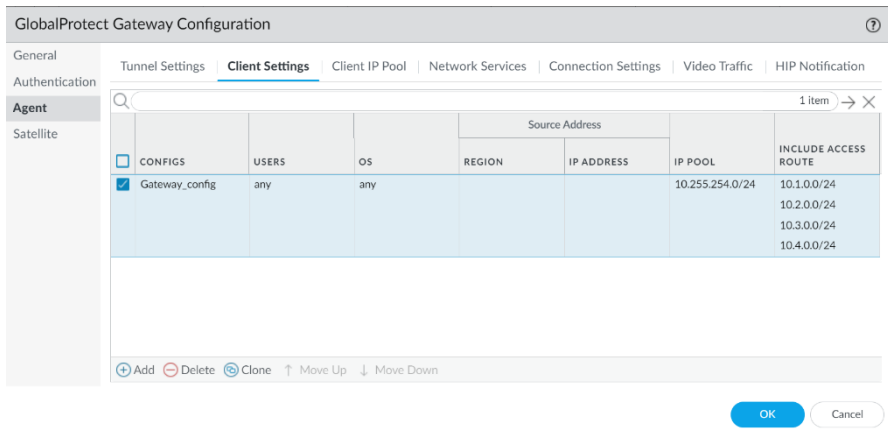 GlobalProtect Gateway Configuration
General
Authentication
Agent
Satellite
Tunnel Settings Client Settings Client IP Pool Network Services Connection Settings Video Traffic HIP Notification
1 item
Source Address
CONFIGS USERS OS REGION IP ADDRESS IP POOL INCLUDE ACCESS ROUTE
Gateway_config any any 10.255.254.0/24 10.1.0.0/24
10.2.0.0/24
10.3.0.0/24
10.4.0.0/24
Add Delete Clone Move Up Move Down
OK Cancel